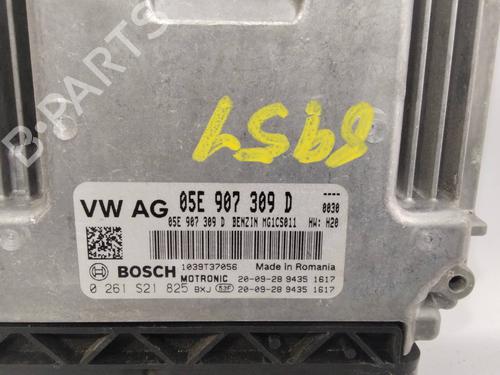 B-PARTS
8957
VW AG 05E 907 309 D ----
0030
05E 907 309 D BENZIN MG1CS011 HW: H20
BOSCH 1039T37056 Made in Romania
MOTRONIC 20-09-28 9435 1617
0 261 S21 825 BXJ 53F 20-09-28 9435 1617